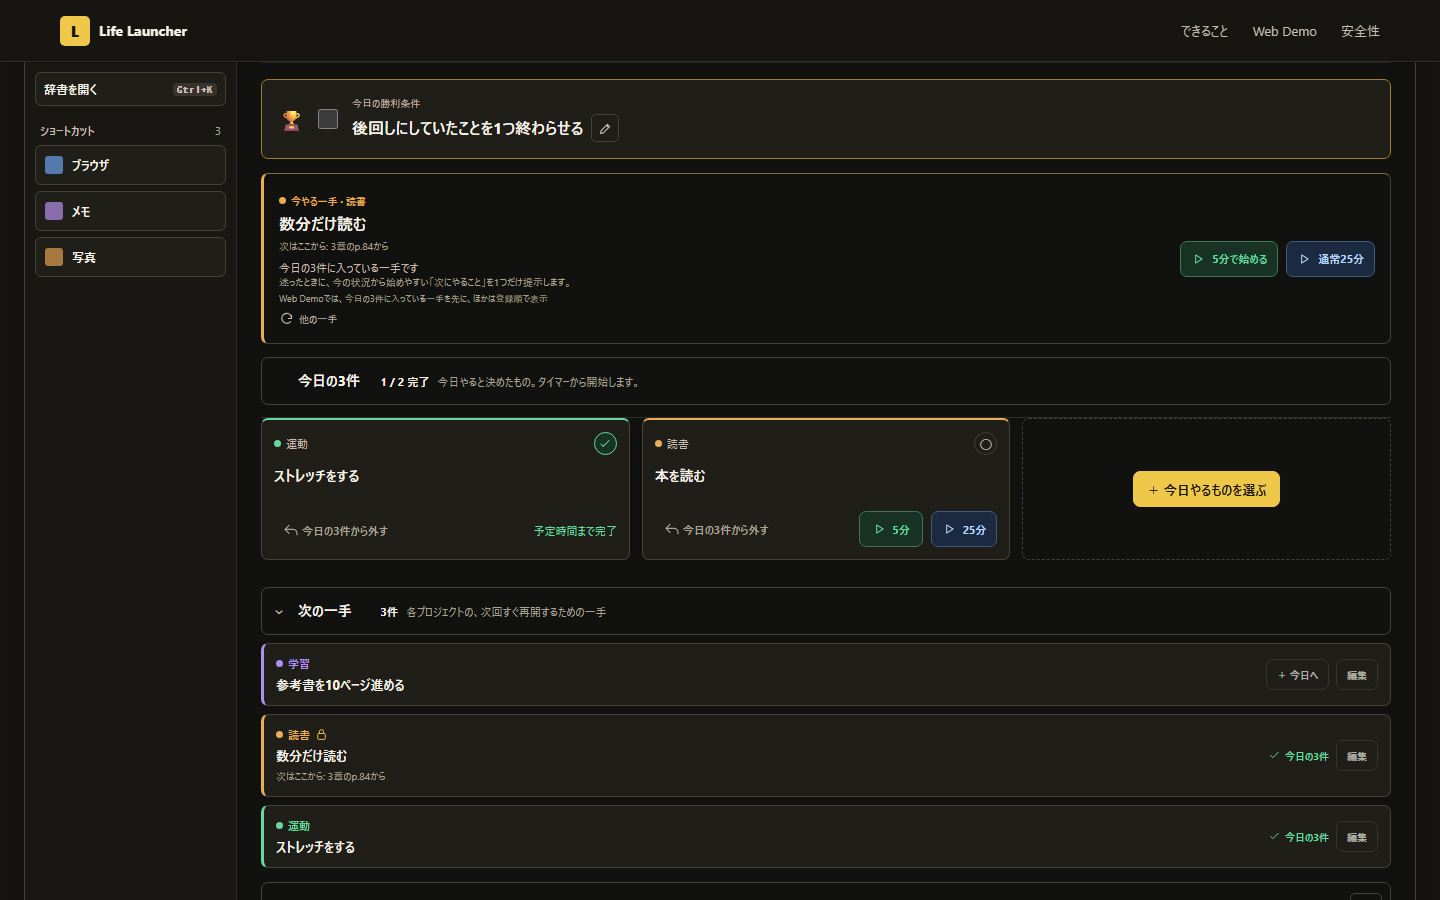 L Life Launcher
できること Web Demo 安全性
辞書を開く Ctrl+K
ショートカット 3
ブラウザ
メモ
写真
今日の勝利条件
後回しにしていたことを1つ終わらせる
今やる一手・読書
数分だけ読む
次はここから: 3章のp.84から
今日の3件に入っている一手です
迷ったときに、今の状況から始めやすい「次にやること」を1つだけ提示します。
Web Demoでは、今日の3件に入っている一手を先に、ほかは登録順で表示
他の一手
5分で始める 通常25分
今日の3件 1 / 2 完了 今日やると決めたもの。タイマーから開始します。
運動
ストレッチをする
今日の3件から外す 予定時間まで完了
読書
本を読む
今日の3件から外す 5分 25分
+ 今日やるものを選ぶ
次の一手 3件 各プロジェクトの、次回すぐ再開するための一手
学習
参考書を10ページ進める
+ 今日へ 編集
読書
数分だけ読む
次はここから: 3章のp.84から
今日の3件 編集
運動
ストレッチをする
今日の3件 編集